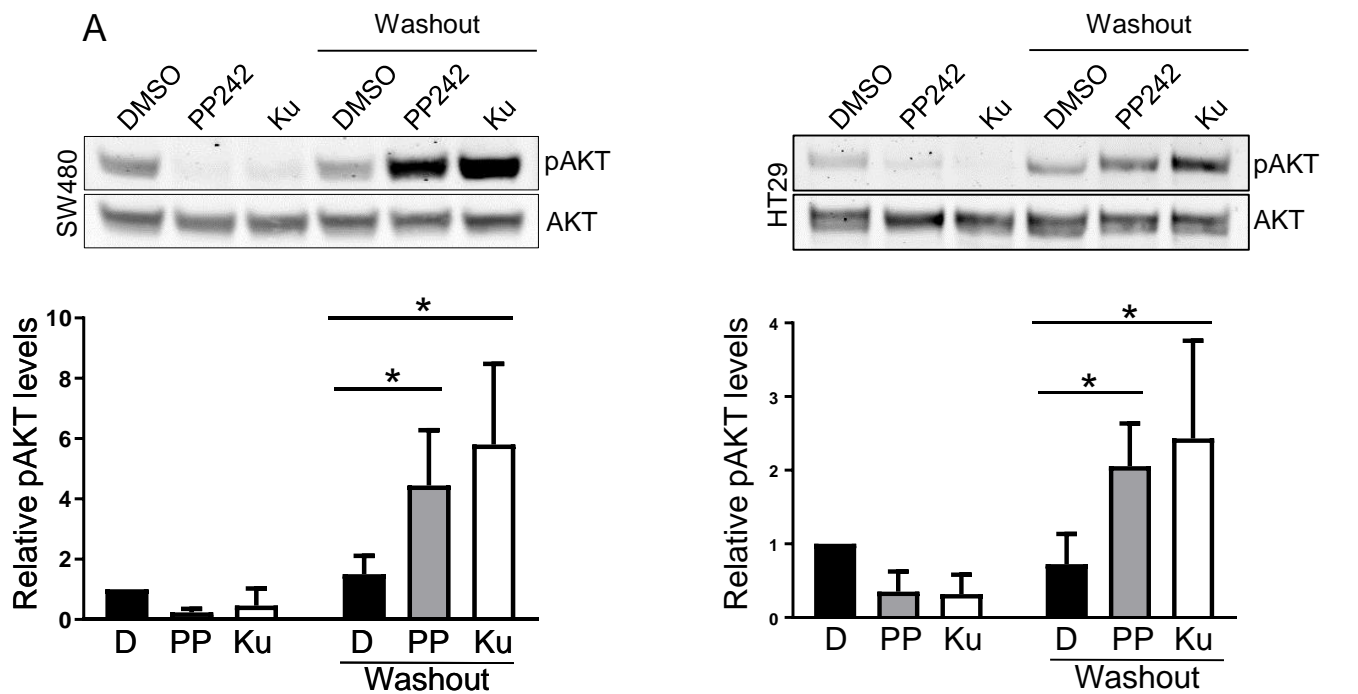 A
Washout
DMSO PP242 Ku DMSO PP242 Ku
SW480
pAKT
AKT
Relative pAKT levels
10
8
6
4
2
0
*
*
D PP Ku D PP Ku
Washout
Washout
DMSO PP242 Ku DMSO PP242 Ku
HT29
pAKT
AKT
Relative pAKT levels
4
3
2
1
0
*
*
D PP Ku D PP Ku
Washout